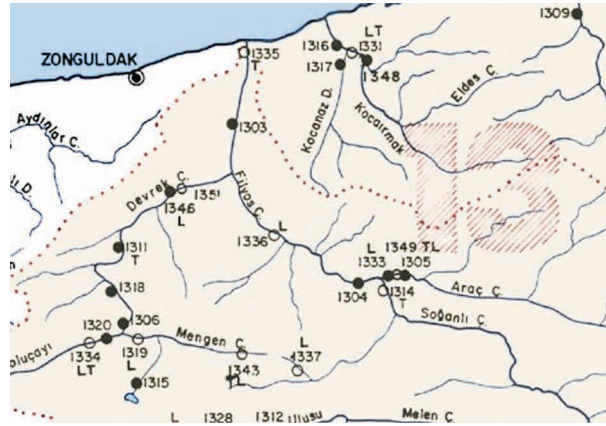 1309
1316
LT
1331
1335
T
1317
1348
ZONGULDAK
Eldes Ç.
13
Aydınlar Ç.
1303
Kocanaz D.
Kocaırmak
Devrek Ç.
1351
1346
L
Filyos Ç.
L
1336
1311
T
L
1349
TL
1333
1305
1318
1304
1314
T
Araç Ç.
Soğanlı Ç.
1306
1320
1334
LT
1319
L
Mengen Ç.
L
1343
L
1337
1315
L
1328
1312
Melen Ç.